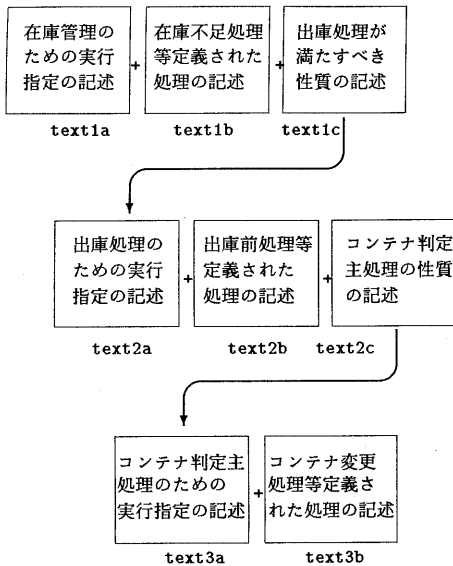 在庫管理の
ための実行
指定の記述
+
在庫不足処理
等定義された
処理の記述
+
出庫処理が
満たすべき
性質の記述
text1a
text1b
text1c
出庫処理の
ための実行
指定の記述
+
出庫前処理等
定義された
処理の記述
+
コンテナ判定
主処理の性質
の記述
text2a
text2b
text2c
コンテナ判定主
処理のための
実行指定の記述
+
コンテナ変更
処理等定義さ
れた処理の記述
text3a
text3b